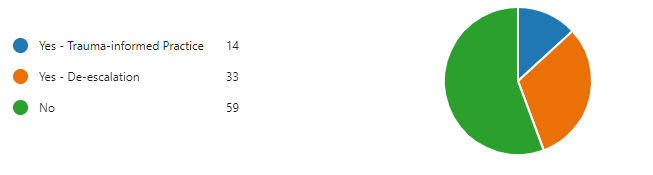 Yes - Trauma-informed Practice 14
Yes - De-escalation 33
No 59